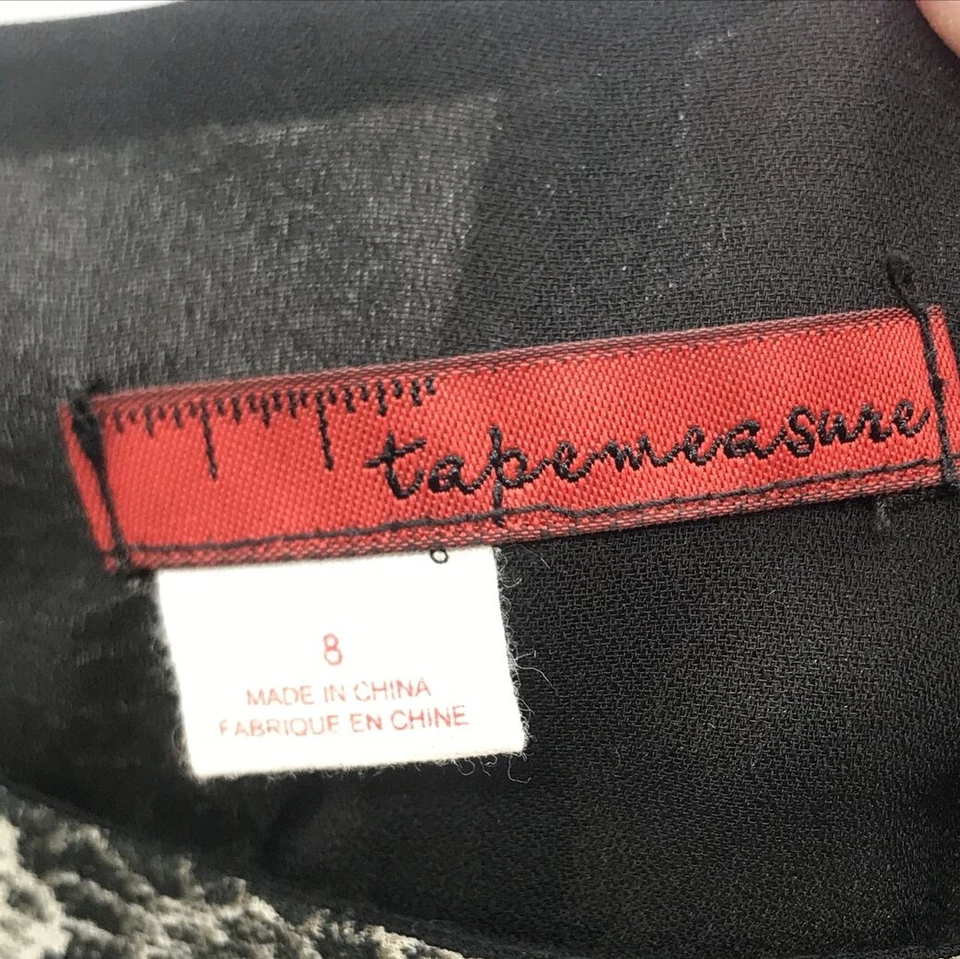 tapemeasure
8
MADE IN CHINA
FABRIQUE EN CHINE